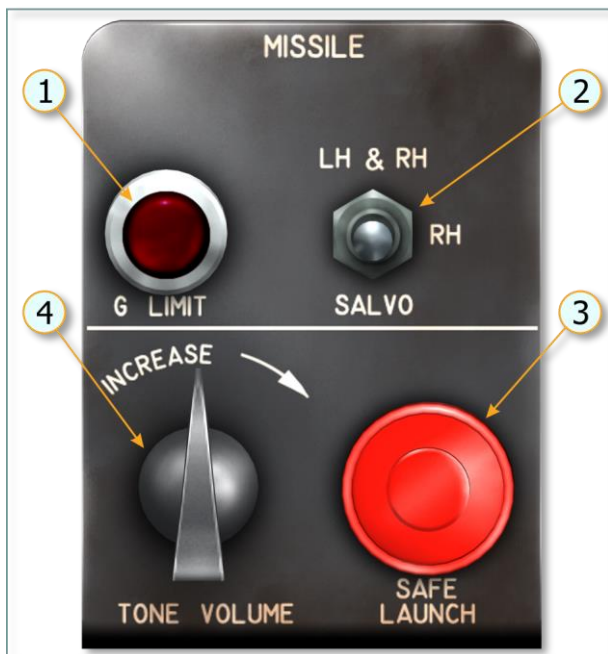 MISSILE
1
2
LH & RH
RH
G LIMIT
SALVO
4
3
INCREASE
TONE VOLUME
SAFE
LAUNCH